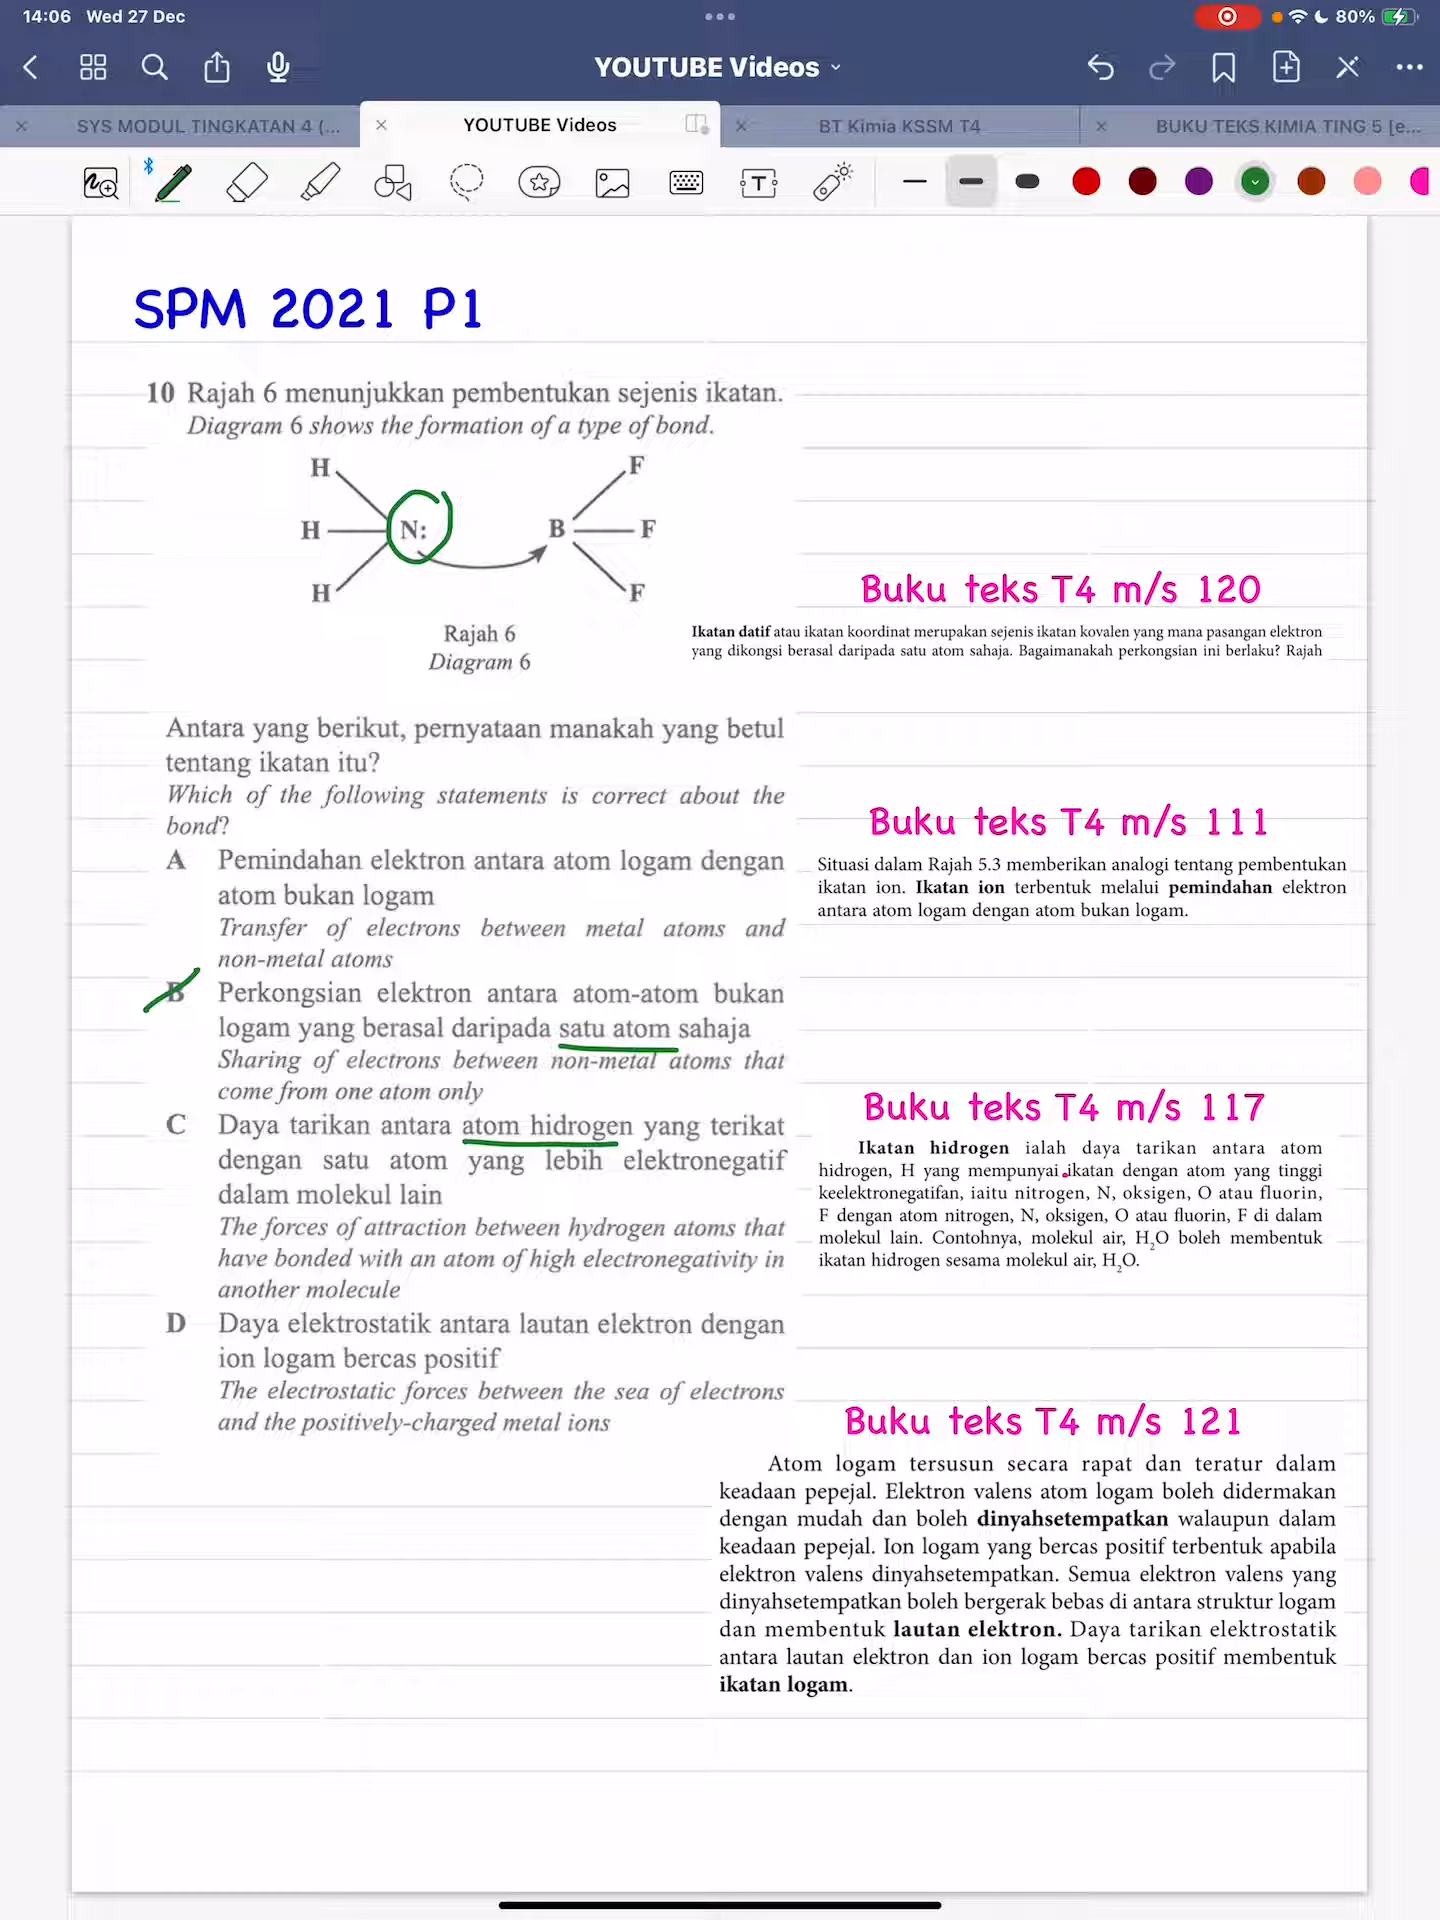 14:06 Wed 27 Dec
80%
YOUTUBE Videos
SYS MODUL TINGKATAN 4 (...
YOUTUBE Videos
BT Kimia KSSM T4
BUKU TEKS KIMIA TING 5 [e...
T
SPM 2021 P1
10 Rajah 6 menunjukkan pembentukan sejenis ikatan.
Diagram 6 shows the formation of a type of bond.
H F
H N: B F
H F
Rajah 6
Diagram 6
Buku teks T4 m/s 120
Ikatan datif atau ikatan koordinat merupakan sejenis ikatan kovalen yang mana pasangan elektron
yang dikongsi berasal daripada satu atom sahaja. Bagaimanakah perkongsian ini berlaku? Rajah
Antara yang berikut, pernyataan manakah yang betul
tentang ikatan itu?
Which of the following statements is correct about the
bond?
A Pemindahan elektron antara atom logam dengan
atom bukan logam
Transfer of electrons between metal atoms and
non-metal atoms
B Perkongsian elektron antara atom-atom bukan
logam yang berasal daripada satu atom sahaja
Sharing of electrons between non-metal atoms that
come from one atom only
C Daya tarikan antara atom hidrogen yang terikat
dengan satu atom yang lebih elektronegatif
dalam molekul lain
The forces of attraction between hydrogen atoms that
have bonded with an atom of high electronegativity in
another molecule
D Daya elektrostatik antara lautan elektron dengan
ion logam bercas positif
The electrostatic forces between the sea of electrons
and the positively-charged metal ions
Buku teks T4 m/s 111
Situasi dalam Rajah 5.3 memberikan analogi tentang pembentukan
ikatan ion. Ikatan ion terbentuk melalui pemindahan elektron
antara atom logam dengan atom bukan logam.
Buku teks T4 m/s 117
Ikatan hidrogen ialah daya tarikan antara atom
hidrogen, H yang mempunyai ikatan dengan atom yang tinggi
keelektronegatifan, iaitu nitrogen, N, oksigen, O atau fluorin,
F dengan atom nitrogen, N, oksigen, O atau fluorin, F di dalam
molekul lain. Contohnya, molekul air, H₂O boleh membentuk
ikatan hidrogen sesama molekul air, H₂O.
Buku teks T4 m/s 121
Atom logam tersusun secara rapat dan teratur dalam
keadaan pepejal. Elektron valens atom logam boleh didermakan
dengan mudah dan boleh dinyahsetempatkan walaupun dalam
keadaan pepejal. Ion logam yang bercas positif terbentuk apabila
elektron valens dinyahsetempatkan. Semua elektron valens yang
dinyahsetempatkan boleh bergerak bebas di antara struktur logam
dan membentuk lautan elektron. Daya tarikan elektrostatik
antara lautan elektron dan ion logam bercas positif membentuk
ikatan logam.